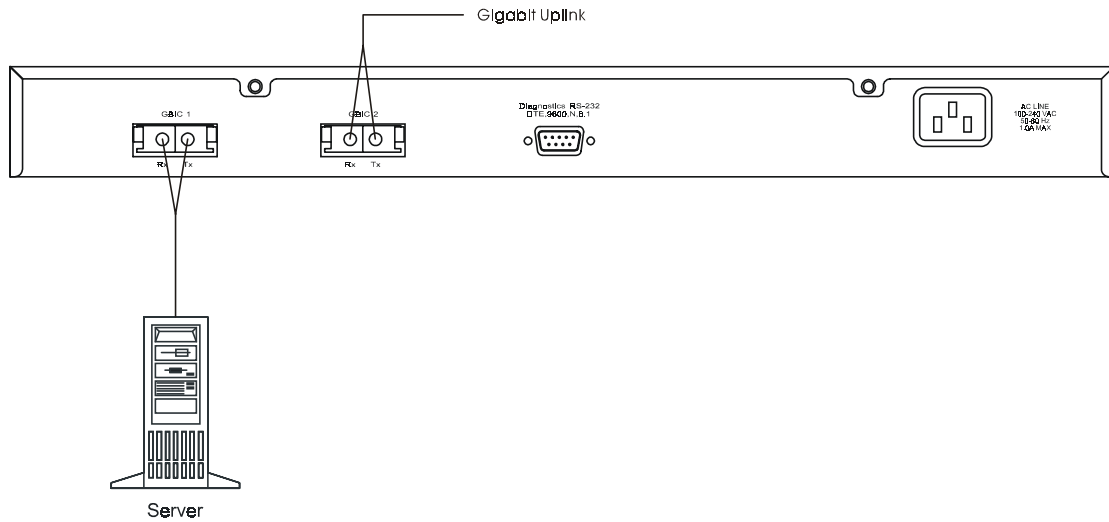 Gigabit Uplink
GBIC 1
GBIC 2
Diagnostics RS-232
DTE,9600,N,8,1
AC LINE
100-240 VAC
50-60 Hz
1.0A MAX
Rx Tx
Rx Tx
Server